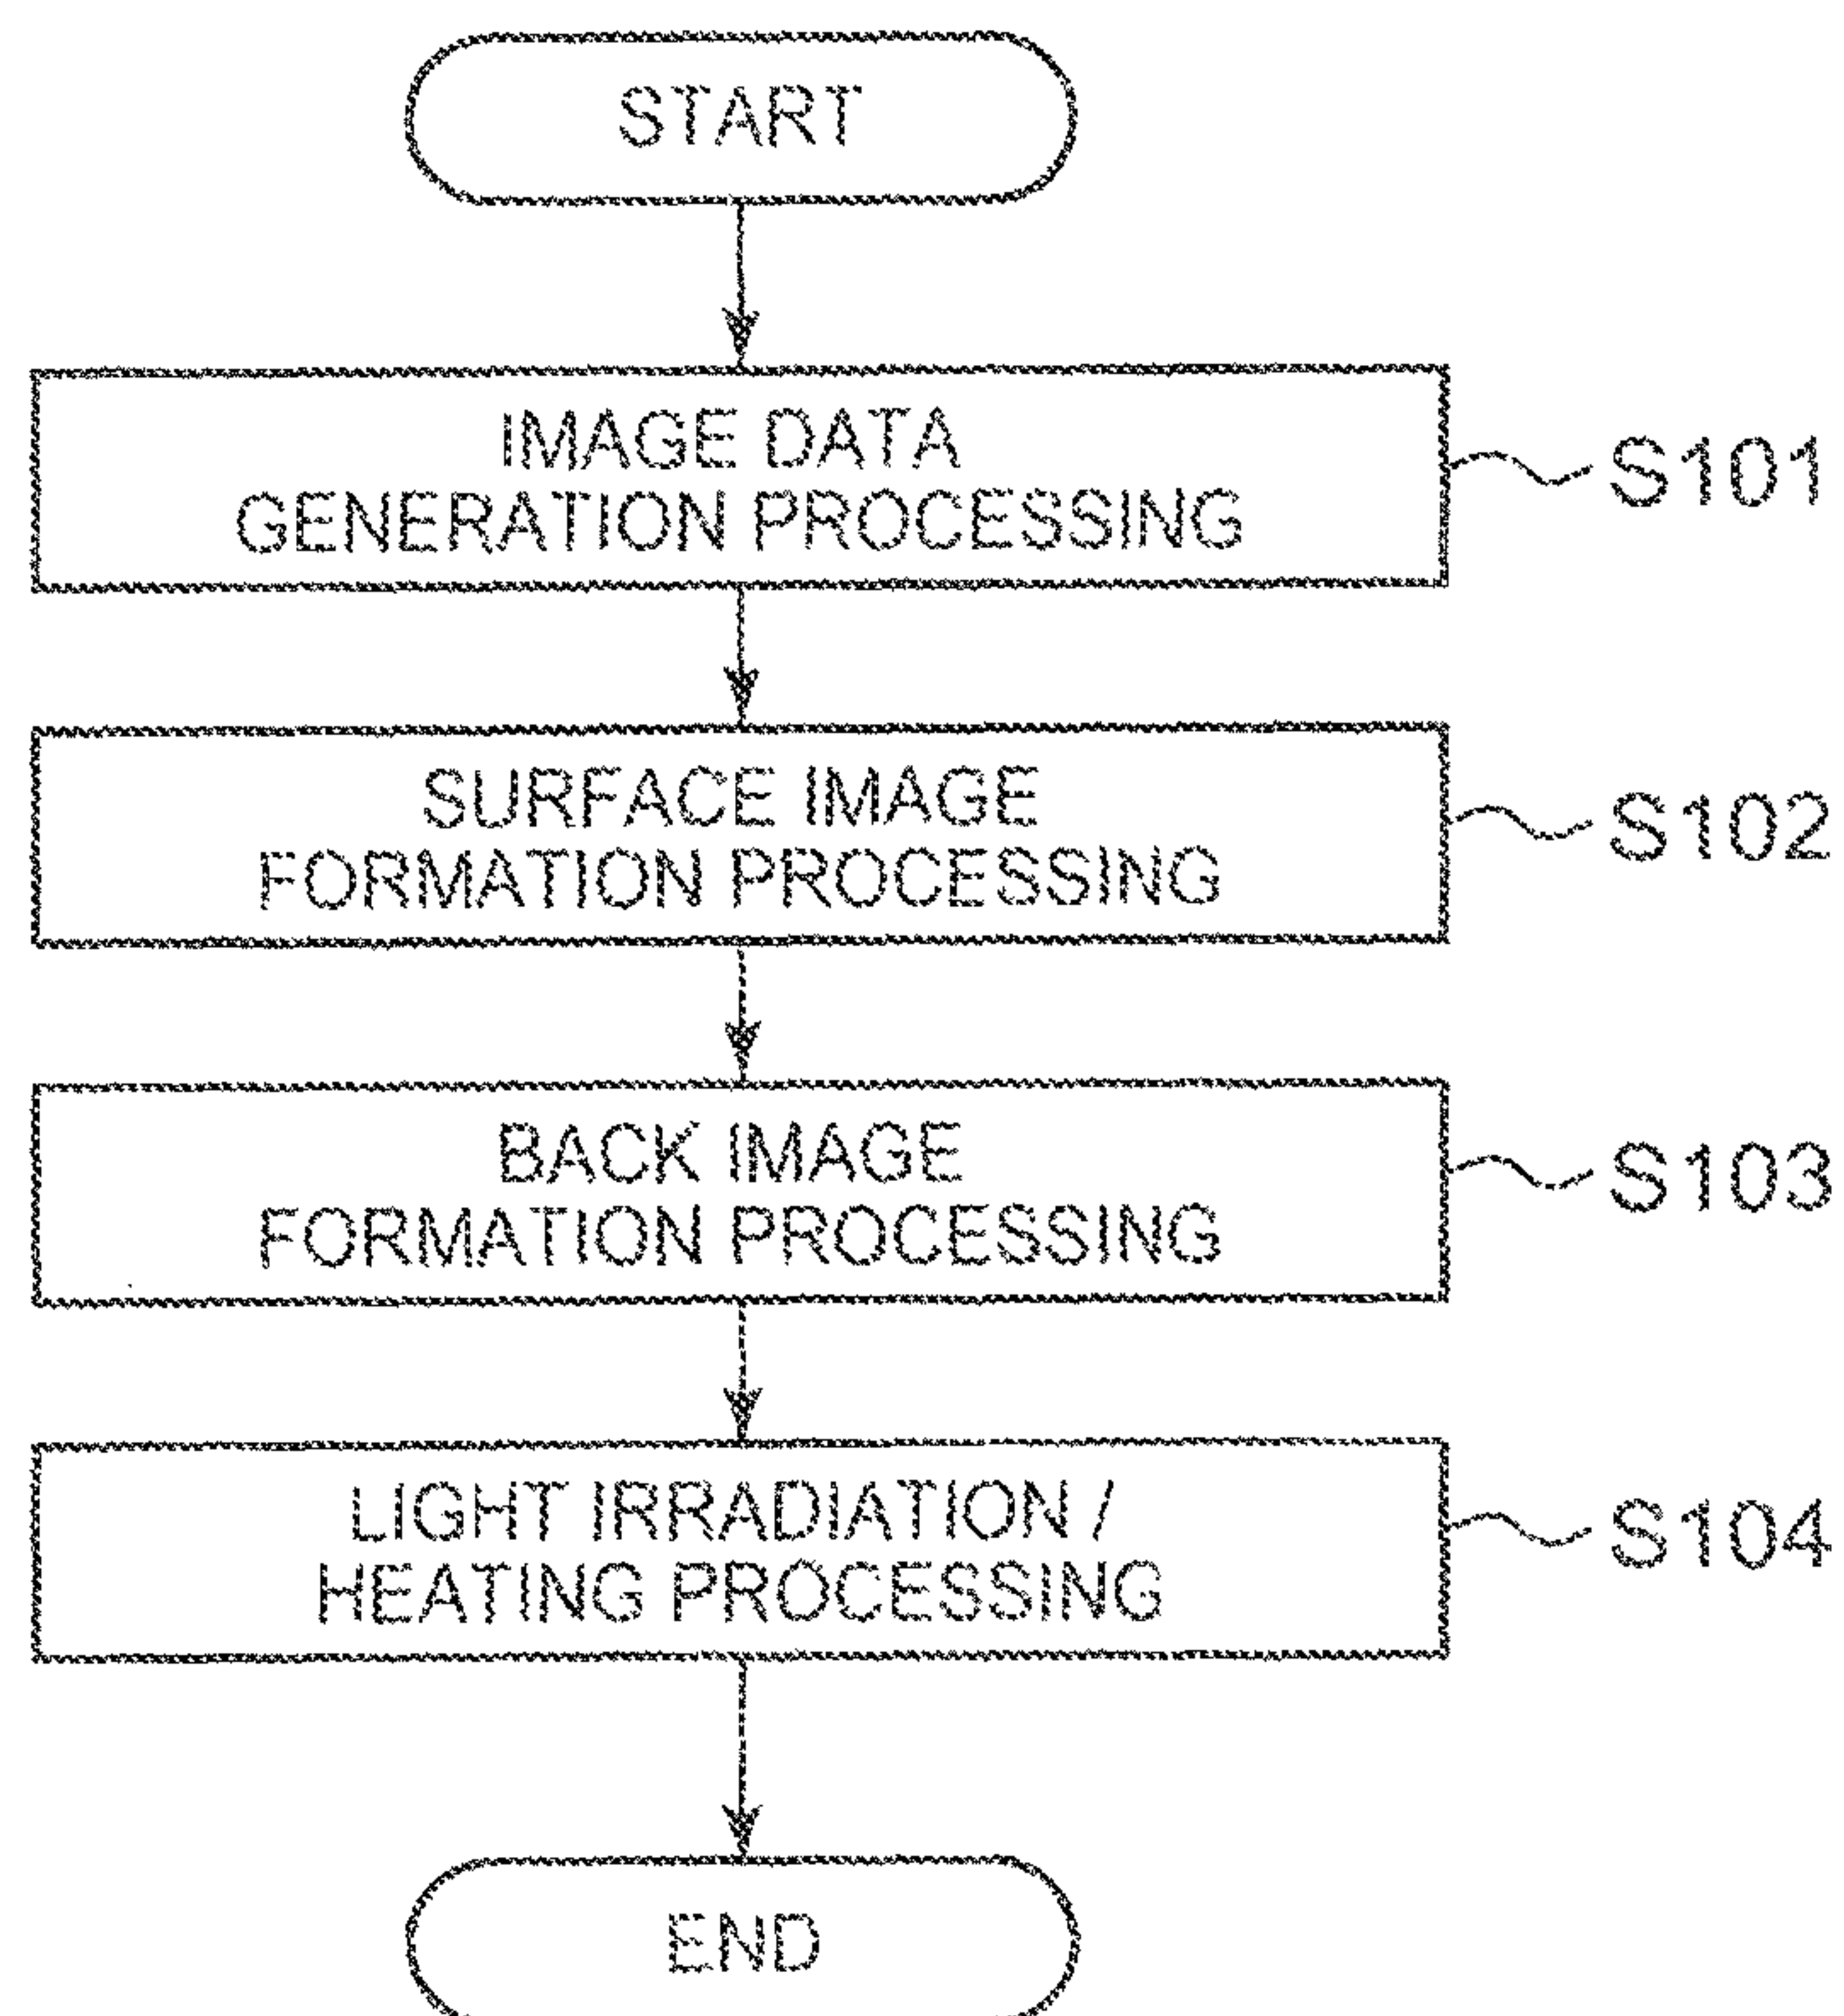 START
IMAGE DATA
GENERATION PROCESSING
S101
SURFACE IMAGE
FORMATION PROCESSING
S102
BACK IMAGE
FORMATION PROCESSING
S103
LIGHT IRRADIATION /
HEATING PROCESSING
S104
END